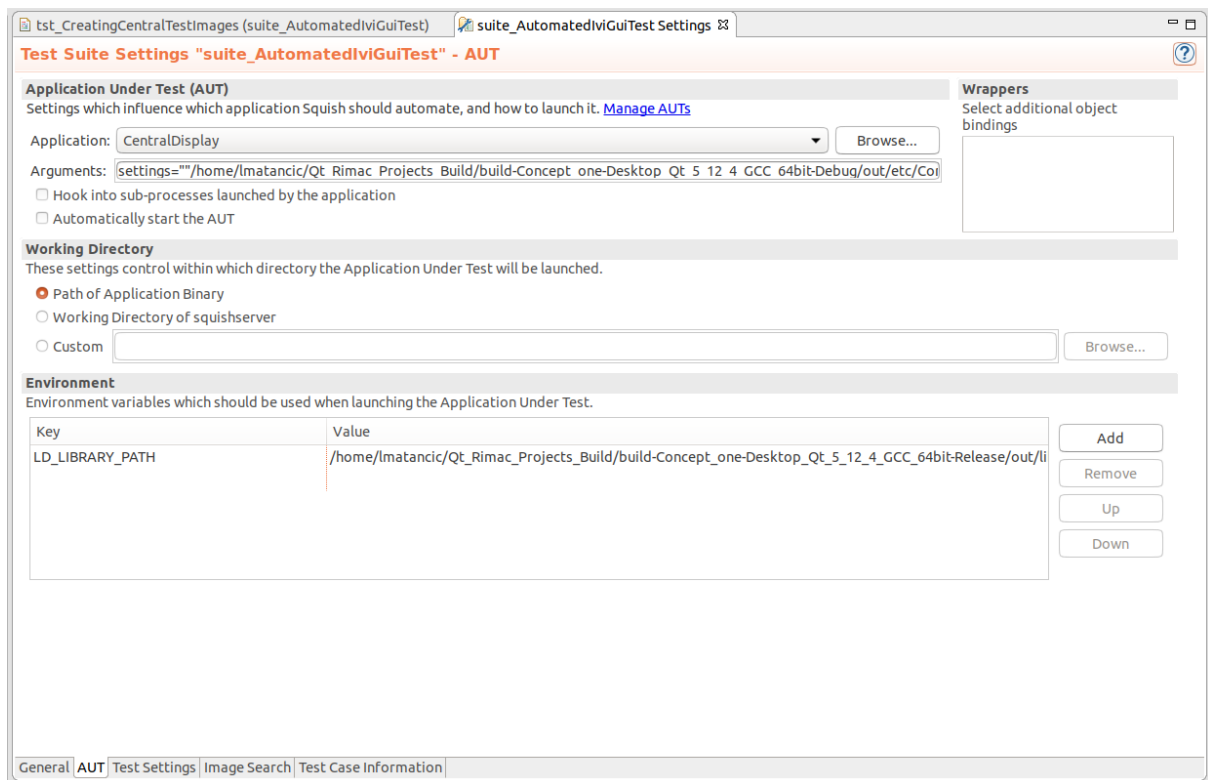 tst_CreatingCentralTestImages (suite_AutomatedIviGuiTest)
suite_AutomatedIviGuiTest Settings
Test Suite Settings "suite_AutomatedIviGuiTest" - AUT
Application Under Test (AUT)
Settings which influence which application Squish should automate, and how to launch it. Manage AUTs
Application: CentralDisplay Browse...
Arguments: settings=""/home/lmatancic/Qt_Rimac_Projects_Build/build-Concept_one-Desktop_Qt_5_12_4_GCC_64bit-Debug/out/etc/Co
Hook into sub-processes launched by the application
Automatically start the AUT
Wrappers
Select additional object
bindings
Working Directory
These settings control within which directory the Application Under Test will be launched.
Path of Application Binary
Working Directory of squishserver
Custom Browse...
Environment
Environment variables which should be used when launching the Application Under Test.
Key Value
LD_LIBRARY_PATH /home/lmatancic/Qt_Rimac_Projects_Build/build-Concept_one-Desktop_Qt_5_12_4_GCC_64bit-Release/out/li
Add
Remove
Up
Down
General AUT Test Settings Image Search Test Case Information